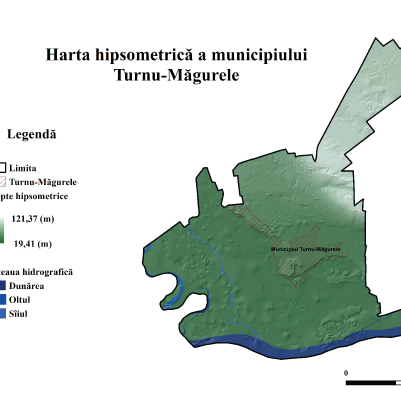 Harta hipsometrică a municipiului
Turnu-Măgurele
Legendă
Limita
Turnu-Măgurele
pte hipsometrice
121,37 (m)
19,41 (m)
eaua hidrografică
Dunărea
Oltul
Sîiul
Municipiul Turnu-Măgurele
0